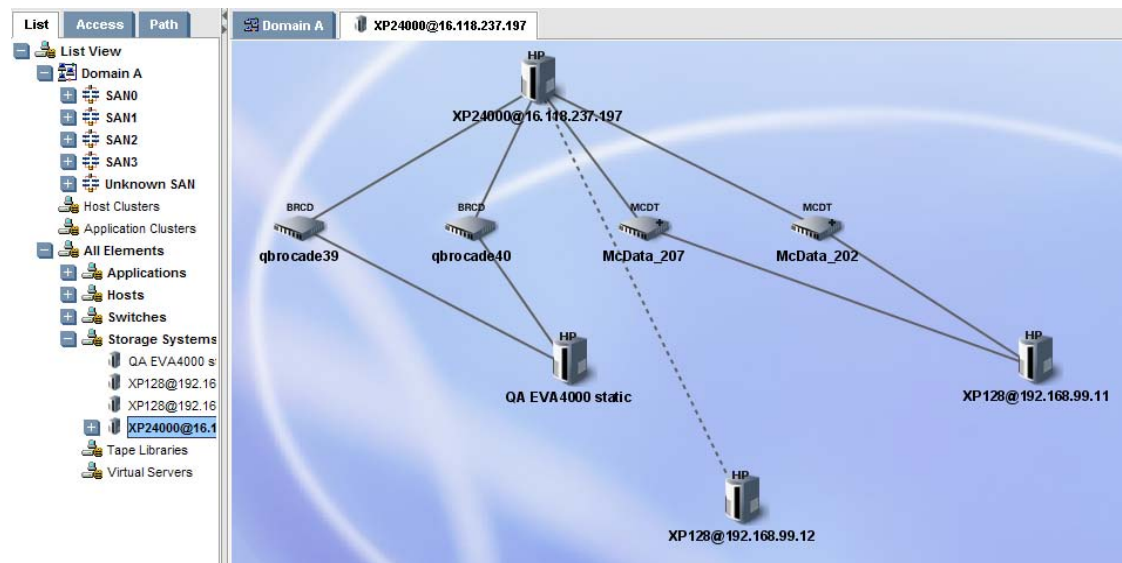 List Access Path
List View
Domain A
SAN0
SAN1
SAN2
SAN3
Unknown SAN
Host Clusters
Application Clusters
All Elements
Applications
Hosts
Switches
Storage Systems
QA EVA4000 s
XP128@192.16
XP128@192.16
XP24000@16.1
Tape Libraries
Virtual Servers
Domain A XP24000@16.118.237.197
HP
XP24000@16.118.237.197
BRCD BRCD MCDT MCDT
qbrocade39 qbrocade40 McData_207 McData_202
HP HP
QA EVA4000 static XP128@192.168.99.11
HP
XP128@192.168.99.12